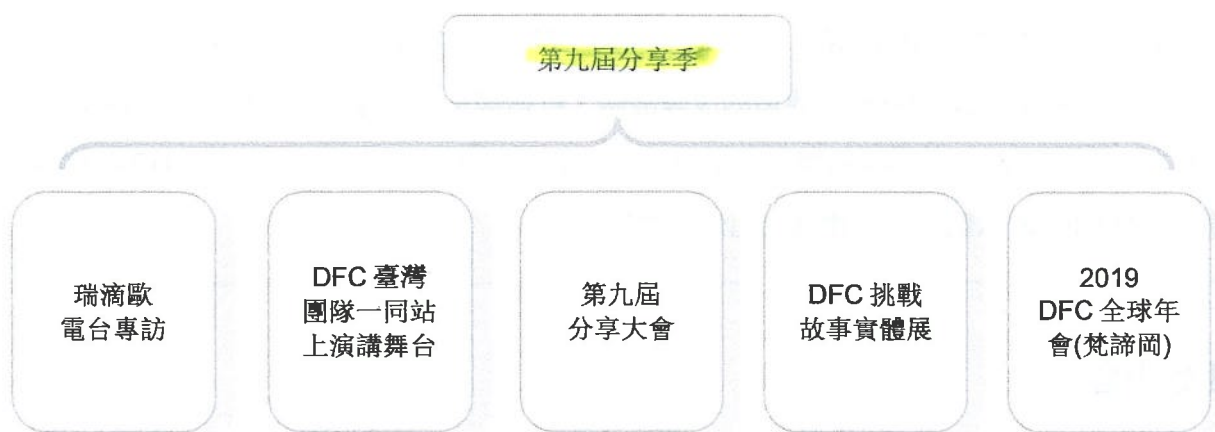 第九屆分享季
瑞滴歐
電台專訪
DFC 臺灣
團隊一同站
上演講舞台
第九屆
分享大會
DFC 挑戰
故事實體展
2019
DFC 全球年
會(梵諦岡)